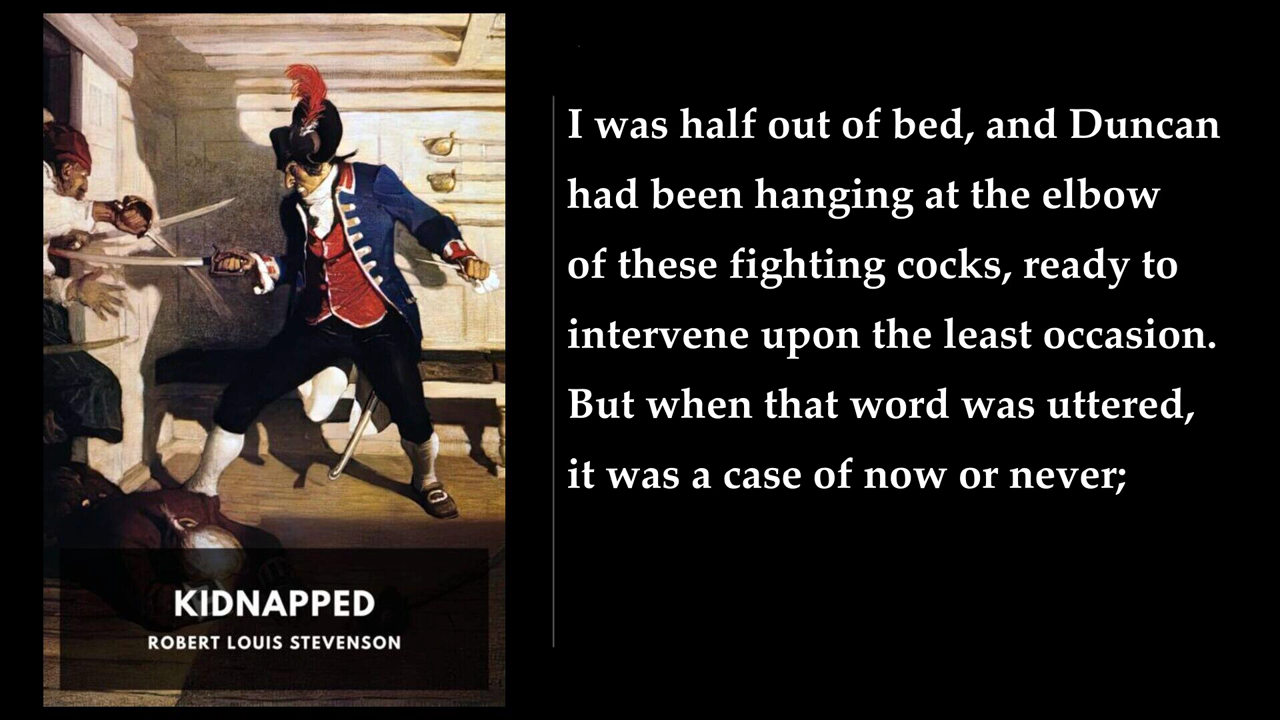 I was half out of bed, and Duncan
had been hanging at the elbow
of these fighting cocks, ready to
intervene upon the least occasion.
But when that word was uttered,
it was a case of now or never;
KIDNAPPED
ROBERT LOUIS STEVENSON